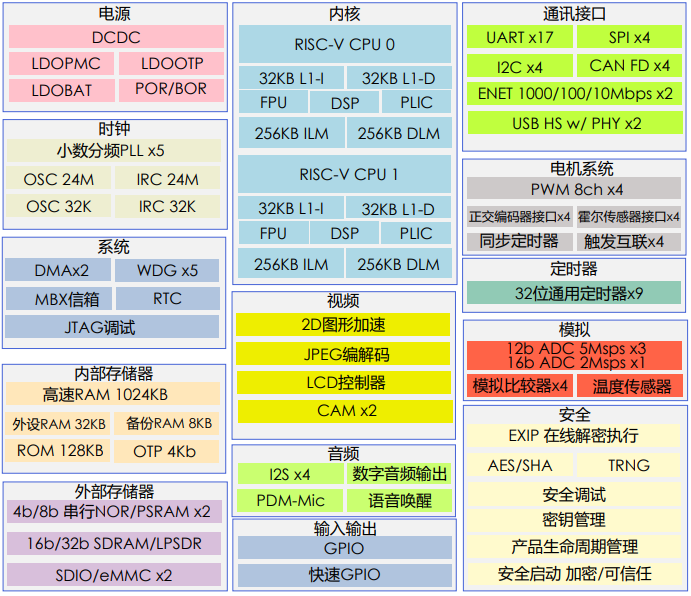 电源
DCDC
LDOPMC
LDOOTP
LDOBAT
POR/BOR
时钟
小数分频PLL x5
OSC 24M
IRC 24M
OSC 32K
IRC 32K
系统
DMAx2
WDG x5
MBX信箱
RTC
JTAG调试
内部存储器
高速RAM 1024KB
外设RAM 32KB
备份RAM 8KB
ROM 128KB
OTP 4Kb
外部存储器
4b/8b 串行NOR/PSRAM x2
16b/32b SDRAM/LPSDR
SDIO/eMMC x2
内核
RISC-V CPU 0
32KB L1-I
32KB L1-D
FPU
DSP
PLIC
256KB ILM
256KB DLM
RISC-V CPU 1
32KB L1-I
32KB L1-D
FPU
DSP
PLIC
256KB ILM
256KB DLM
视频
2D图形加速
JPEG编解码
LCD控制器
CAM x2
音频
I2S x4
数字音频输出
PDM-Mic
语音唤醒
输入输出
GPIO
快速GPIO
通讯接口
UART x17
SPI x4
I2C x4
CAN FD x4
ENET 1000/100/10Mbps x2
USB HS w/ PHY x2
电机系统
PWM 8ch x4
正交编码器接口x4
霍尔传感器接口x4
同步定时器
触发互联x4
定时器
32位通用定时器x9
模拟
12b ADC 5Msps x3
16b ADC 2Msps x1
模拟比较器x4
温度传感器
安全
EXIP 在线解密执行
AES/SHA
TRNG
安全调试
密钥管理
产品生命周期管理
安全启动 加密/可信任